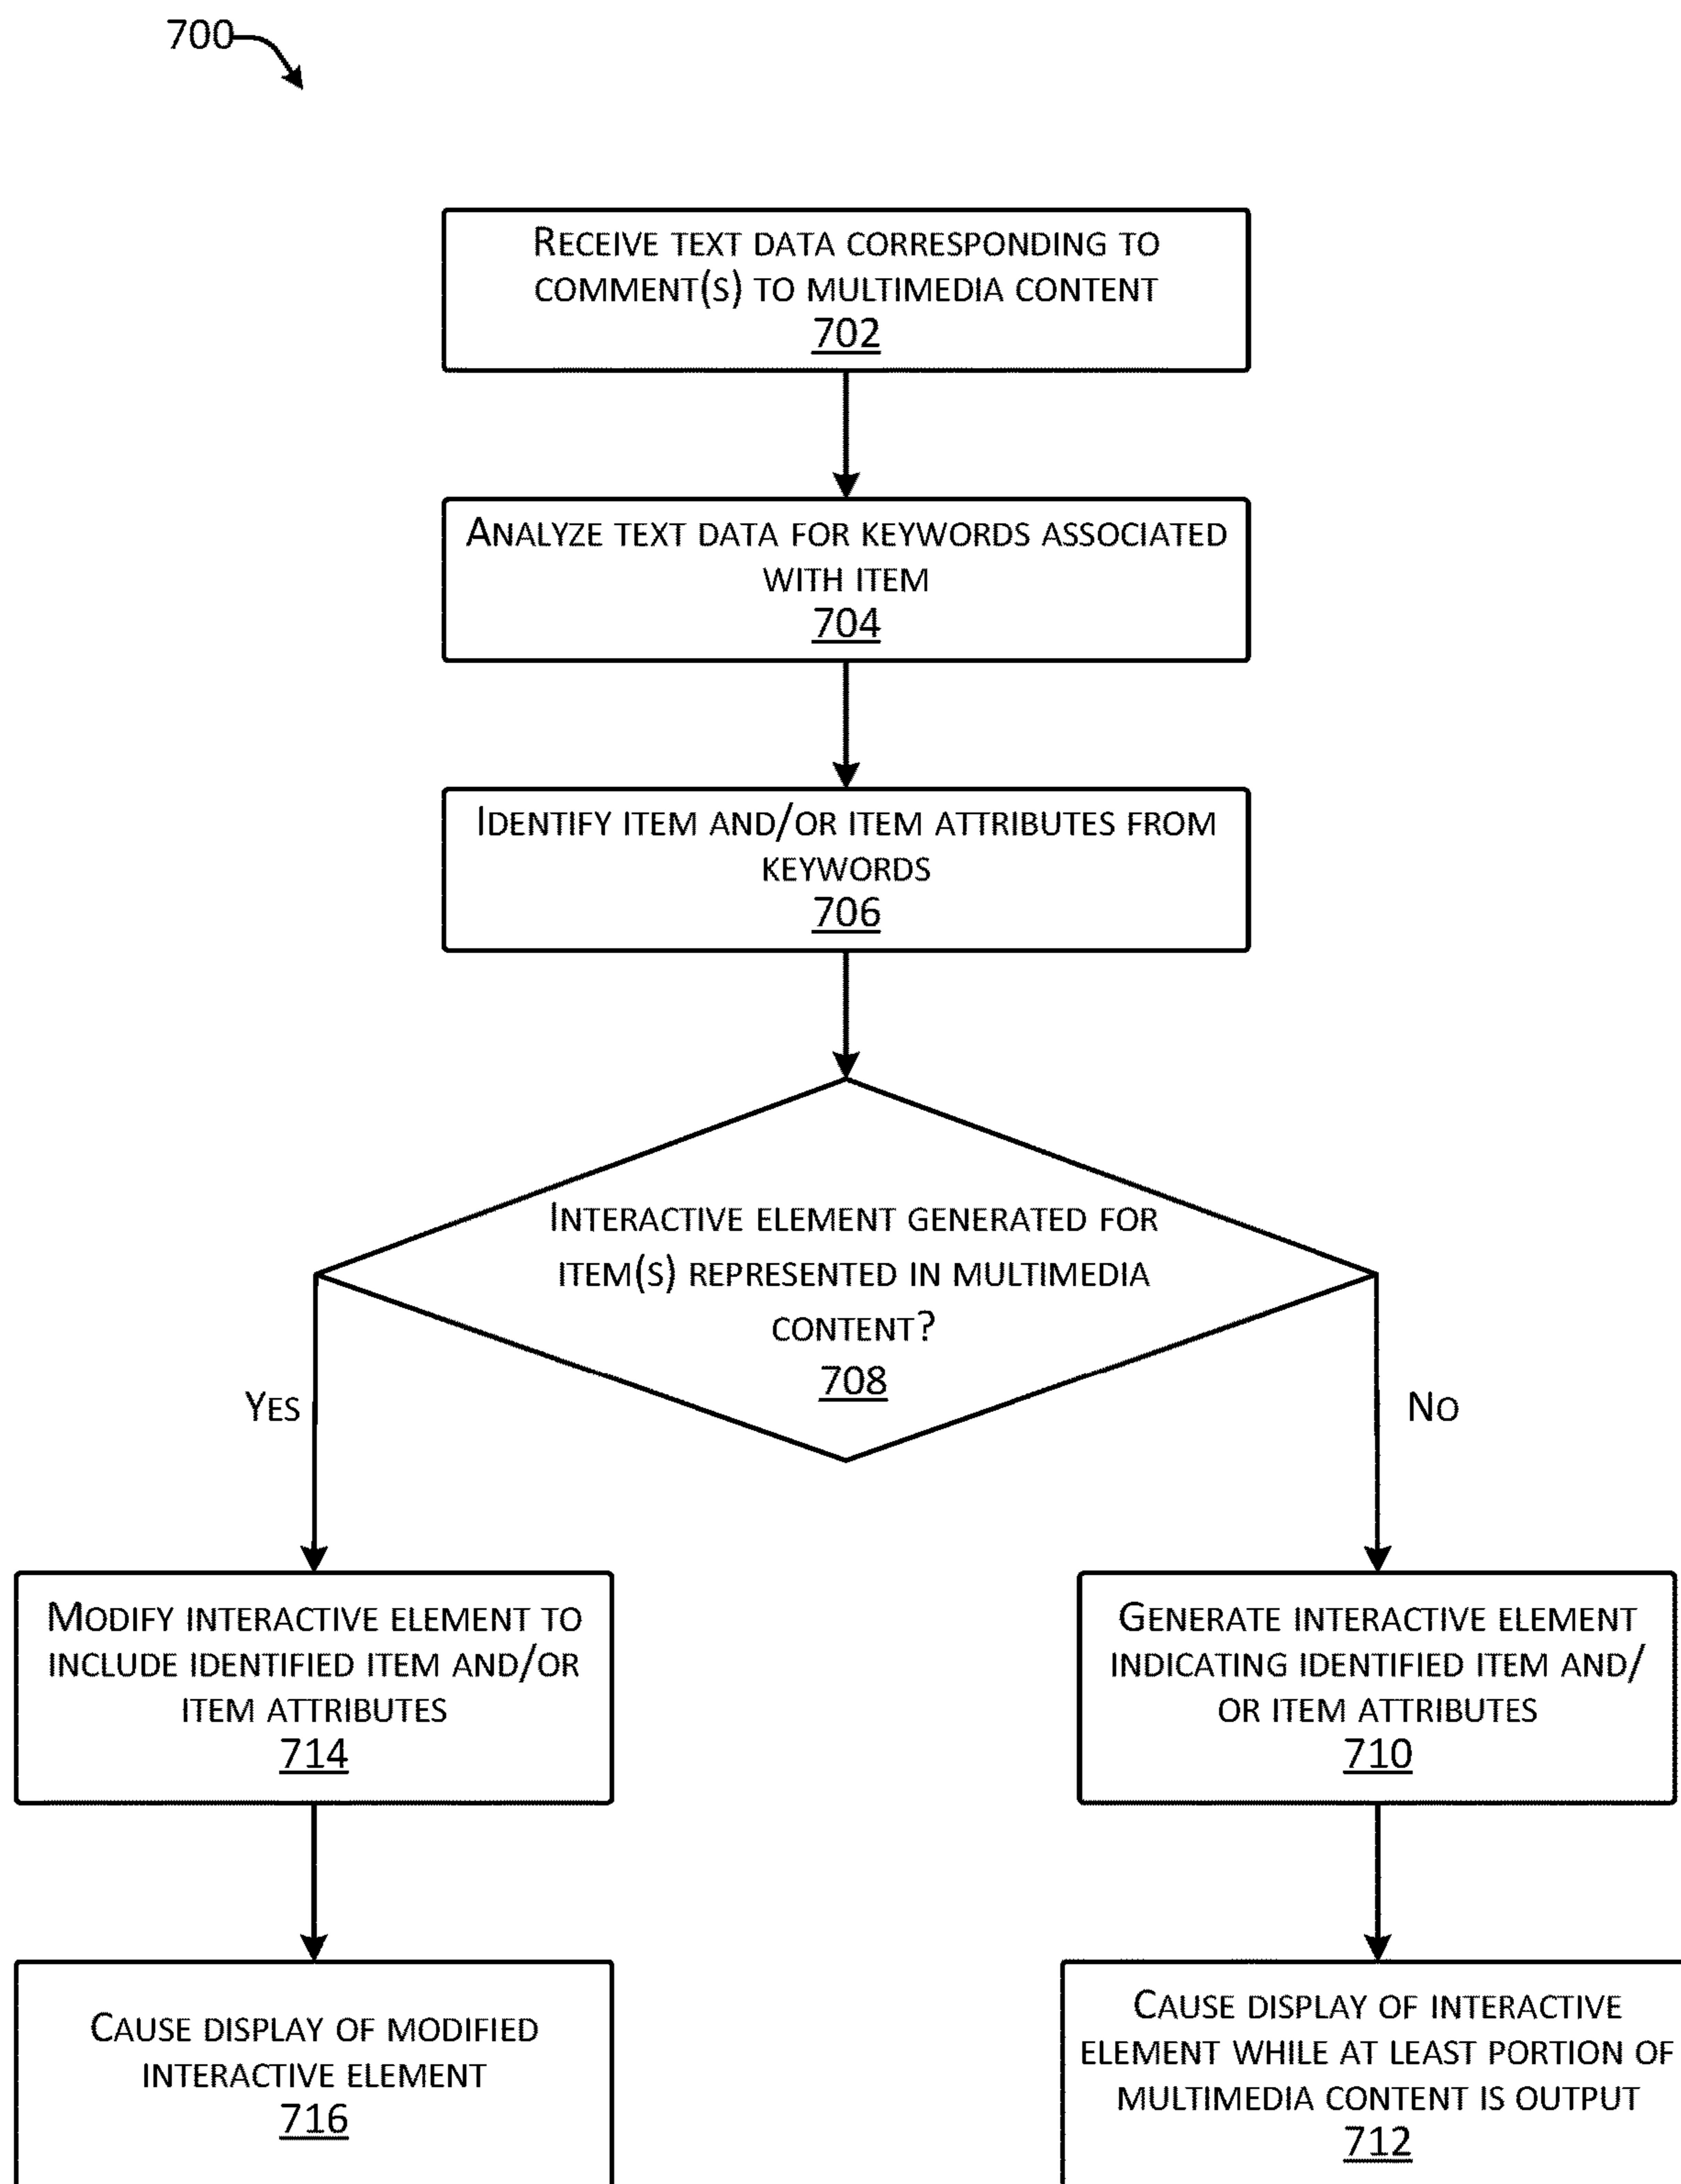 700
RECEIVE TEXT DATA CORRESPONDING TO
COMMENT(S) TO MULTIMEDIA CONTENT
702
ANALYZE TEXT DATA FOR KEYWORDS ASSOCIATED
WITH ITEM
704
IDENTIFY ITEM AND/OR ITEM ATTRIBUTES FROM
KEYWORDS
706
INTERACTIVE ELEMENT GENERATED FOR
ITEM(S) REPRESENTED IN MULTIMEDIA
CONTENT?
708
YES
NO
MODIFY INTERACTIVE ELEMENT TO
INCLUDE IDENTIFIED ITEM AND/OR
ITEM ATTRIBUTES
714
GENERATE INTERACTIVE ELEMENT
INDICATING IDENTIFIED ITEM AND/
OR ITEM ATTRIBUTES
710
CAUSE DISPLAY OF MODIFIED
INTERACTIVE ELEMENT
716
CAUSE DISPLAY OF INTERACTIVE
ELEMENT WHILE AT LEAST PORTION OF
MULTIMEDIA CONTENT IS OUTPUT
712